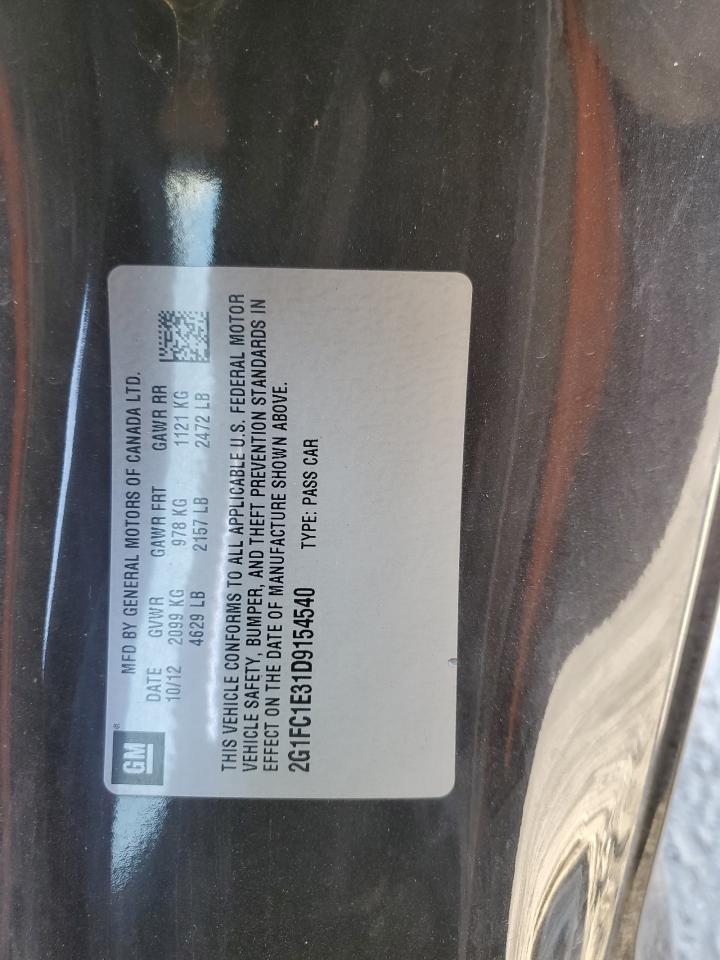 GM®
MFD BY GENERAL MOTORS OF CANADA LTD.
DATE GVWR GAWR FRT GAWR RR
10/12 2099 KG 978 KG 1121 KG
4629 LB 2157 LB 2472 LB
THIS VEHICLE CONFORMS TO ALL APPLICABLE U.S. FEDERAL MOTOR
VEHICLE SAFETY, BUMPER, AND THEFT PREVENTION STANDARDS IN
EFFECT ON THE DATE OF MANUFACTURE SHOWN ABOVE.
2G1FC1E31D9154540 TYPE: PASS CAR